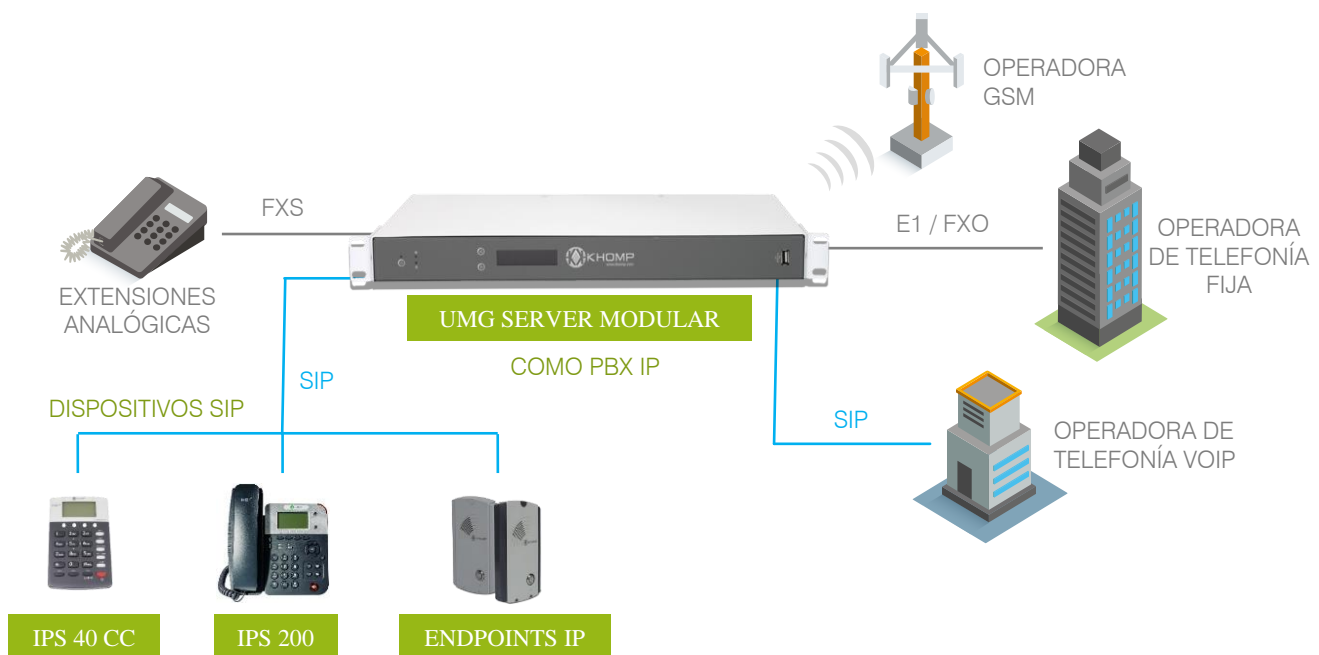 OPERADORA
GSM
FXS
E1 / FXO
OPERADORA
DE TELEFONÍA
FIJA
KHOMP
EXTENSIONES
ANALÓGICAS
UMG SERVER MODULAR
COMO PBX IP
SIP
DISPOSITIVOS SIP
SIP
OPERADORA DE
TELEFONÍA VOIP
IPS 40 CC
IPS 200
ENDPOINTS IP